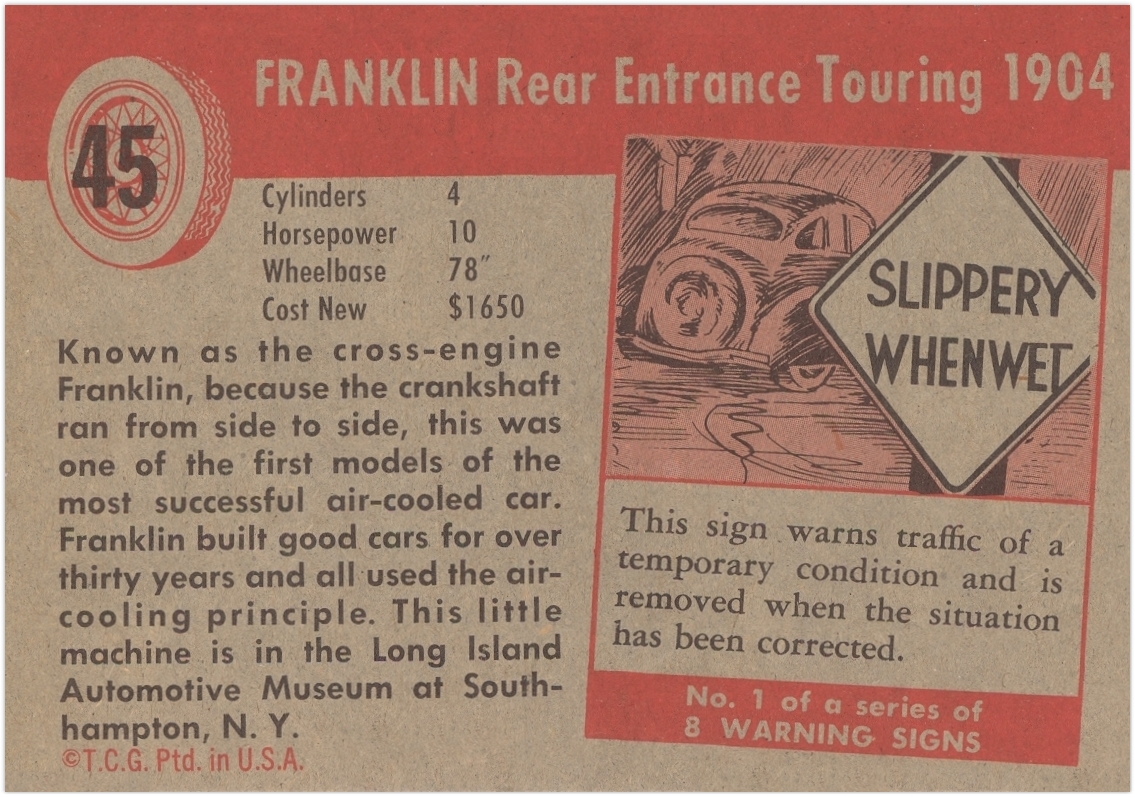 FRANKLIN Rear Entrance Touring 1904
45
Cylinders 4
Horsepower 10
Wheelbase 78"
Cost New $1650
Known as the cross-engine
Franklin, because the crankshaft
ran from side to side, this was
one of the first models of the
most successful air-cooled car.
Franklin built good cars for over
thirty years and all used the air-
cooling principle. This little
machine is in the Long Island
Automotive Museum at South-
hampton, N. Y.
©T.C.G. Ptd. in U.S.A.
SLIPPERY
WHEN WET
This sign warns traffic of a
temporary condition and is
removed when the situation
has been corrected.
No. 1 of a series of
8 WARNING SIGNS